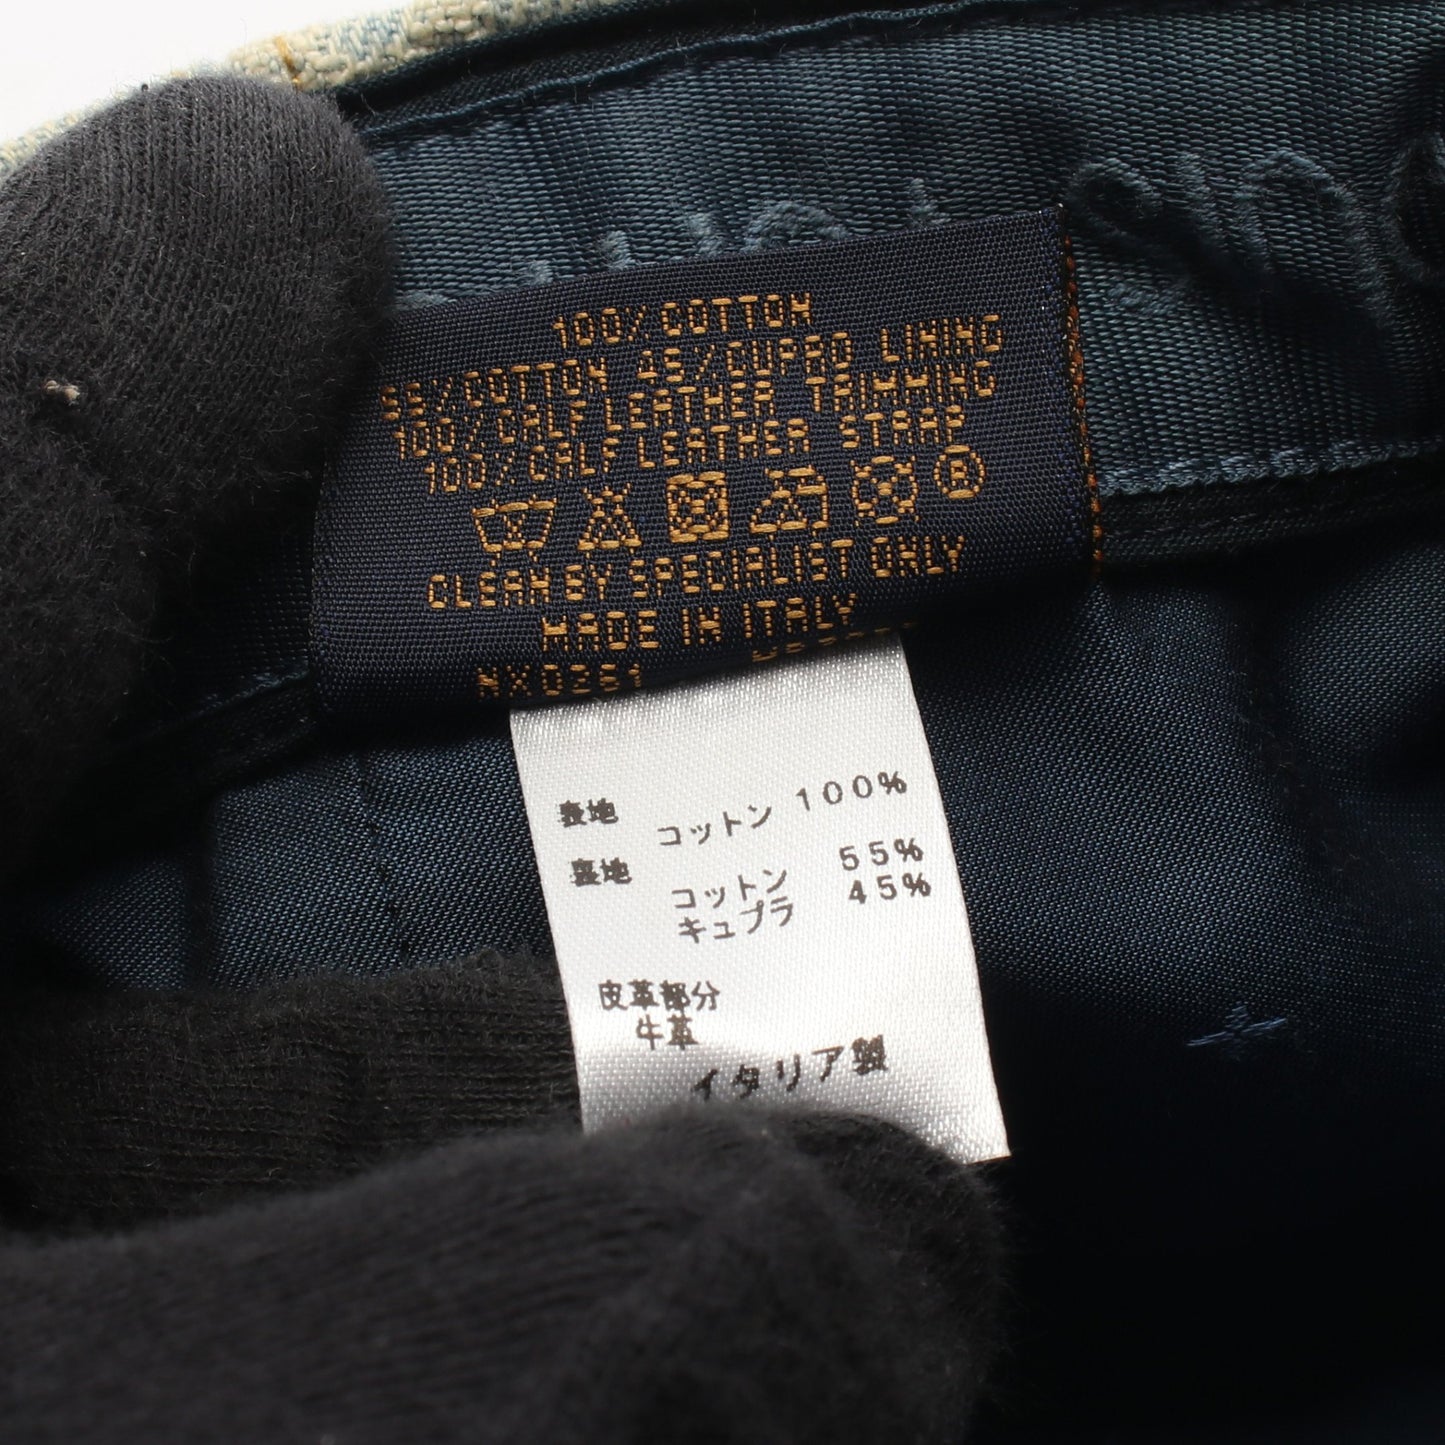 100% COTTON
55% COTTON 45% CUPRO LINING
100% CALF LEATHER TRIMMING
100% CALF LEATHER STRAP
CLEAN BY SPECIALIST ONLY
MADE IN ITALY
NX0261
表地
コットン 100%
裏地
コットン 55%
キュプラ 45%
皮革部分
牛革
イタリア製